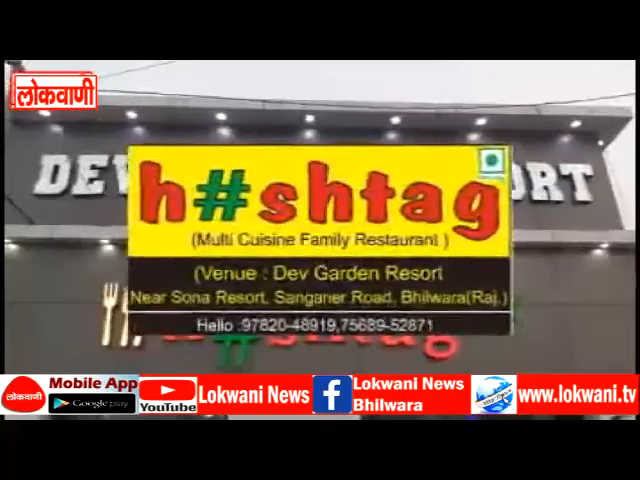 लोकवाणी
DEV
ORT
h#shtag
(Multi Cuisine Family Restaurant )
(Venue : Dev Garden Resort
Near Sona Resort, Sanganer Road, Bhilwara(Raj.)
Hello :97820-48919,75689-52871
लोकवाणी
Mobile App
Google play
YouTube
Lokwani News
f
Lokwani News
Bhilwara
www.lokwani.tv